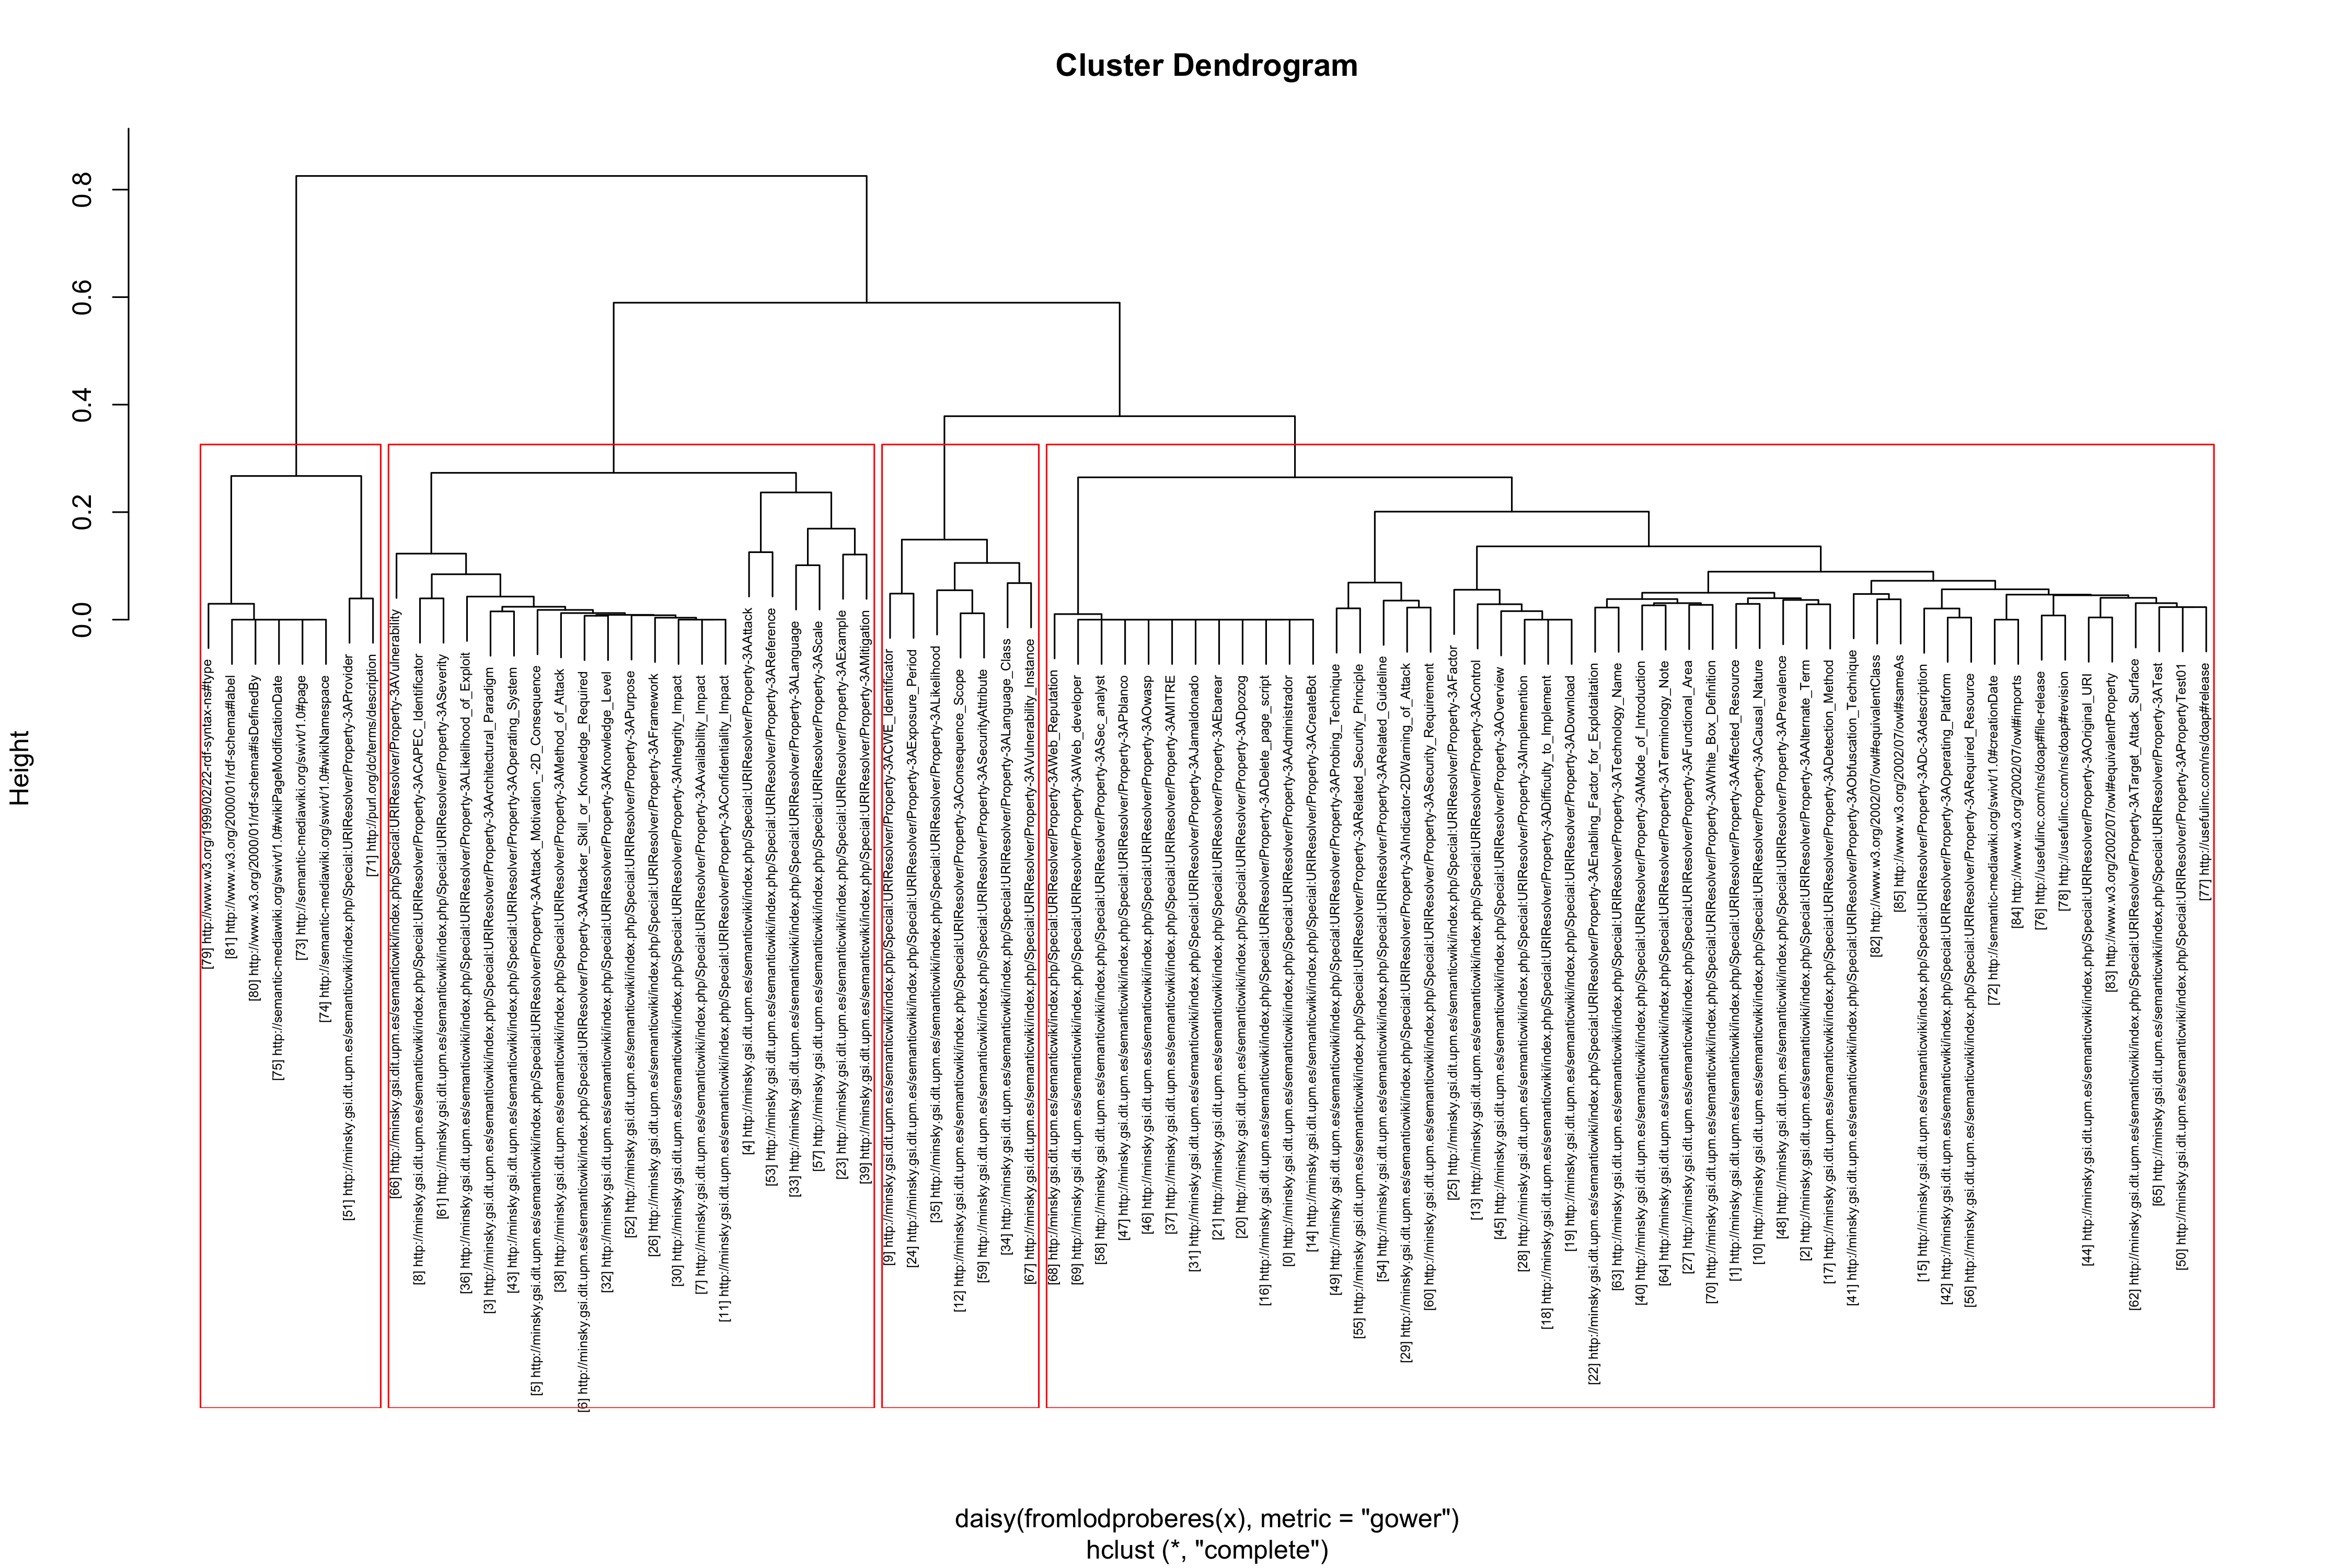 Cluster Dendrogram
Height
0.0
0.2
0.4
0.6
0.8
[79] http://www.w3.org/1999/02/22-rdf-syntax-ns#type
[81] http://www.w3.org/2000/01/rdf-schema#label
[80] http://www.w3.org/2000/01/rdf-schema#isDefinedBy
[75] http://semantic-mediawiki.org/swivt/1.0#wikiPageModificationDate
[73] http://semantic-mediawiki.org/swivt/1.0#page
[74] http://semantic-mediawiki.org/swivt/1.0#wikiNamespace
[51] http://minsky.gsi.dit.upm.es/semanticwiki/index.php/Special:URIResolver/Property-3AProvider
[71] http://purl.org/dc/terms/description
[66] http://minsky.gsi.dit.upm.es/semanticwiki/index.php/Special:URIResolver/Property-3AVulnerability
[8] http://minsky.gsi.dit.upm.es/semanticwiki/index.php/Special:URIResolver/Property-3ACAPEC_Identificator
[61] http://minsky.gsi.dit.upm.es/semanticwiki/index.php/Special:URIResolver/Property-3ASeverity
[36] http://minsky.gsi.dit.upm.es/semanticwiki/index.php/Special:URIResolver/Property-3ALikelihood_of_Exploit
[3] http://minsky.gsi.dit.upm.es/semanticwiki/index.php/Special:URIResolver/Property-3AArchitectural_Paradigm
[43] http://minsky.gsi.dit.upm.es/semanticwiki/index.php/Special:URIResolver/Property-3AOperating_System
[5] http://minsky.gsi.dit.upm.es/semanticwiki/index.php/Special:URIResolver/Property-3AAttack_Motivation_-2D_Consequence
[38] http://minsky.gsi.dit.upm.es/semanticwiki/index.php/Special:URIResolver/Property-3AMethod_of_Attack
[6] http://minsky.gsi.dit.upm.es/semanticwiki/index.php/Special:URIResolver/Property-3AAttacker_Skill_or_Knowledge_Required
[32] http://minsky.gsi.dit.upm.es/semanticwiki/index.php/Special:URIResolver/Property-3AKnowledge_Level
[52] http://minsky.gsi.dit.upm.es/semanticwiki/index.php/Special:URIResolver/Property-3APurpose
[26] http://minsky.gsi.dit.upm.es/semanticwiki/index.php/Special:URIResolver/Property-3AFramework
[30] http://minsky.gsi.dit.upm.es/semanticwiki/index.php/Special:URIResolver/Property-3AIntegrity_Impact
[7] http://minsky.gsi.dit.upm.es/semanticwiki/index.php/Special:URIResolver/Property-3AAvailability_Impact
[11] http://minsky.gsi.dit.upm.es/semanticwiki/index.php/Special:URIResolver/Property-3AConfidentiality_Impact
[4] http://minsky.gsi.dit.upm.es/semanticwiki/index.php/Special:URIResolver/Property-3AAttack
[53] http://minsky.gsi.dit.upm.es/semanticwiki/index.php/Special:URIResolver/Property-3AReference
[33] http://minsky.gsi.dit.upm.es/semanticwiki/index.php/Special:URIResolver/Property-3ALanguage
[57] http://minsky.gsi.dit.upm.es/semanticwiki/index.php/Special:URIResolver/Property-3AScale
[23] http://minsky.gsi.dit.upm.es/semanticwiki/index.php/Special:URIResolver/Property-3AExample
[39] http://minsky.gsi.dit.upm.es/semanticwiki/index.php/Special:URIResolver/Property-3AMitigation
[9] http://minsky.gsi.dit.upm.es/semanticwiki/index.php/Special:URIResolver/Property-3ACWE_Identificator
[24] http://minsky.gsi.dit.upm.es/semanticwiki/index.php/Special:URIResolver/Property-3AExposure_Period
[35] http://minsky.gsi.dit.upm.es/semanticwiki/index.php/Special:URIResolver/Property-3ALikelihood
[12] http://minsky.gsi.dit.upm.es/semanticwiki/index.php/Special:URIResolver/Property-3AConsequence_Scope
[59] http://minsky.gsi.dit.upm.es/semanticwiki/index.php/Special:URIResolver/Property-3ASecurityAttribute
[34] http://minsky.gsi.dit.upm.es/semanticwiki/index.php/Special:URIResolver/Property-3ALanguage_Class
[67] http://minsky.gsi.dit.upm.es/semanticwiki/index.php/Special:URIResolver/Property-3AVulnerability_Instance
[68] http://minsky.gsi.dit.upm.es/semanticwiki/index.php/Special:URIResolver/Property-3AWeb_Reputation
[69] http://minsky.gsi.dit.upm.es/semanticwiki/index.php/Special:URIResolver/Property-3AWeb_developer
[58] http://minsky.gsi.dit.upm.es/semanticwiki/index.php/Special:URIResolver/Property-3ASec_analyst
[47] http://minsky.gsi.dit.upm.es/semanticwiki/index.php/Special:URIResolver/Property-3APblanco
[46] http://minsky.gsi.dit.upm.es/semanticwiki/index.php/Special:URIResolver/Property-3AOwasp
[37] http://minsky.gsi.dit.upm.es/semanticwiki/index.php/Special:URIResolver/Property-3AMITRE
[31] http://minsky.gsi.dit.upm.es/semanticwiki/index.php/Special:URIResolver/Property-3AJamaldonado
[21] http://minsky.gsi.dit.upm.es/semanticwiki/index.php/Special:URIResolver/Property-3AEbarear
[20] http://minsky.gsi.dit.upm.es/semanticwiki/index.php/Special:URIResolver/Property-3ADpozog
[16] http://minsky.gsi.dit.upm.es/semanticwiki/index.php/Special:URIResolver/Property-3ADelete_page_script
[0] http://minsky.gsi.dit.upm.es/semanticwiki/index.php/Special:URIResolver/Property-3AAdministrador
[14] http://minsky.gsi.dit.upm.es/semanticwiki/index.php/Special:URIResolver/Property-3ACreateBot
[49] http://minsky.gsi.dit.upm.es/semanticwiki/index.php/Special:URIResolver/Property-3AProbing_Technique
[55] http://minsky.gsi.dit.upm.es/semanticwiki/index.php/Special:URIResolver/Property-3ARelated_Security_Principle
[54] http://minsky.gsi.dit.upm.es/semanticwiki/index.php/Special:URIResolver/Property-3ARelated_Guideline
[29] http://minsky.gsi.dit.upm.es/semanticwiki/index.php/Special:URIResolver/Property-3AIndicator-2DWarning_of_Attack
[60] http://minsky.gsi.dit.upm.es/semanticwiki/index.php/Special:URIResolver/Property-3ASecurity_Requirement
[25] http://minsky.gsi.dit.upm.es/semanticwiki/index.php/Special:URIResolver/Property-3AFactor
[13] http://minsky.gsi.dit.upm.es/semanticwiki/index.php/Special:URIResolver/Property-3AControl
[45] http://minsky.gsi.dit.upm.es/semanticwiki/index.php/Special:URIResolver/Property-3AOverview
[28] http://minsky.gsi.dit.upm.es/semanticwiki/index.php/Special:URIResolver/Property-3AImplemention
[18] http://minsky.gsi.dit.upm.es/semanticwiki/index.php/Special:URIResolver/Property-3ADifficulty_to_Implement
[19] http://minsky.gsi.dit.upm.es/semanticwiki/index.php/Special:URIResolver/Property-3ADownload
[22] http://minsky.gsi.dit.upm.es/semanticwiki/index.php/Special:URIResolver/Property-3AEnabling_Factor_for_Exploitaition
[63] http://minsky.gsi.dit.upm.es/semanticwiki/index.php/Special:URIResolver/Property-3ATechnology_Name
[40] http://minsky.gsi.dit.upm.es/semanticwiki/index.php/Special:URIResolver/Property-3AMode_of_Introduction
[64] http://minsky.gsi.dit.upm.es/semanticwiki/index.php/Special:URIResolver/Property-3ATerminology_Note
[27] http://minsky.gsi.dit.upm.es/semanticwiki/index.php/Special:URIResolver/Property-3AFunctional_Area
[70] http://minsky.gsi.dit.upm.es/semanticwiki/index.php/Special:URIResolver/Property-3AWhite_Box_Definition
[1] http://minsky.gsi.dit.upm.es/semanticwiki/index.php/Special:URIResolver/Property-3AAffected_Resource
[10] http://minsky.gsi.dit.upm.es/semanticwiki/index.php/Special:URIResolver/Property-3ACausal_Nature
[48] http://minsky.gsi.dit.upm.es/semanticwiki/index.php/Special:URIResolver/Property-3APrevalence
[2] http://minsky.gsi.dit.upm.es/semanticwiki/index.php/Special:URIResolver/Property-3AAlternate_Term
[17] http://minsky.gsi.dit.upm.es/semanticwiki/index.php/Special:URIResolver/Property-3ADetection_Method
[41] http://minsky.gsi.dit.upm.es/semanticwiki/index.php/Special:URIResolver/Property-3AObfuscation_Technique
[82] http://www.w3.org/2002/07/owl#equivalentClass
[85] http://www.w3.org/2002/07/owl#sameAs
[15] http://minsky.gsi.dit.upm.es/semanticwiki/index.php/Special:URIResolver/Property-3ADc-3Adescription
[42] http://minsky.gsi.dit.upm.es/semanticwiki/index.php/Special:URIResolver/Property-3AOperating_Platform
[56] http://minsky.gsi.dit.upm.es/semanticwiki/index.php/Special:URIResolver/Property-3ARequired_Resource
[72] http://semantic-mediawiki.org/swivt/1.0#creationDate
[84] http://www.w3.org/2002/07/owl#imports
[76] http://usefulinc.com/ns/doap#file-release
[78] http://usefulinc.com/ns/doap#revision
[44] http://minsky.gsi.dit.upm.es/semanticwiki/index.php/Special:URIResolver/Property-3AOriginal_URI
[83] http://www.w3.org/2002/07/owl#equivalentProperty
[62] http://minsky.gsi.dit.upm.es/semanticwiki/index.php/Special:URIResolver/Property-3ATarget_Attack_Surface
[65] http://minsky.gsi.dit.upm.es/semanticwiki/index.php/Special:URIResolver/Property-3ATest
[50] http://minsky.gsi.dit.upm.es/semanticwiki/index.php/Special:URIResolver/Property-3APropertyTest01
[77] http://usefulinc.com/ns/doap#release
daisy(fromlodproberes(x), metric = "gower")
hclust (*, "complete")